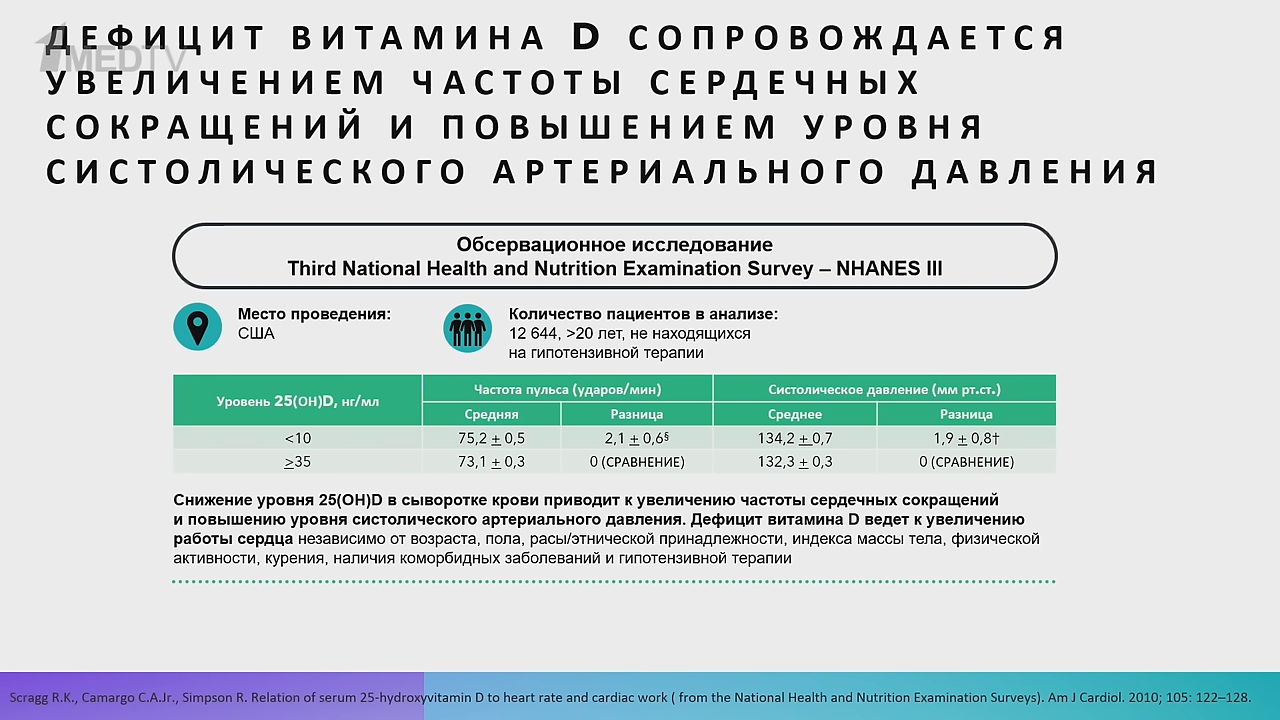 ДЕФИЦИТ ВИТАМИНА D СОПРОВОЖДАЕТСЯ
MEDTV
УВЕЛИЧЕНИЕМ ЧАСТОТЫ СЕРДЕЧНЫХ
СОКРАЩЕНИЙ И ПОВЫШЕНИЕМ УРОВНЯ
СИСТОЛИЧЕСКОГО АРТЕРИАЛЬНОГО ДАВЛЕНИЯ
Обсервационное исследование
Third National Health and Nutrition Examination Survey – NHANES III
Место проведения:
США
Количество пациентов в анализе:
12 644, >20 лет, не находящихся
на гипотензивной терапии
Уровень 25(OH)D, нг/мл
Частота пульса (ударов/мин)
Систолическое давление (мм рт.ст.)
Средняя
Разница
Среднее
Разница
<10 75,2 ± 0,5 2,1 ± 0,6§ 134,2 ± 0,7 1,9 ± 0,8†
≥35 73,1 ± 0,3 0 (СРАВНЕНИЕ) 132,3 ± 0,3 0 (СРАВНЕНИЕ)
Снижение уровня 25(OH)D в сыворотке крови приводит к увеличению частоты сердечных сокращений
и повышению уровня систолического артериального давления. Дефицит витамина D ведет к увеличению
работы сердца независимо от возраста, пола, расы/этнической принадлежности, индекса массы тела, физической
активности, курения, наличия коморбидных заболеваний и гипотензивной терапии
Scragg R.K., Camargo C.A.Jr., Simpson R. Relation of serum 25-hydroxyvitamin D to heart rate and cardiac work ( from the National Health and Nutrition Examination Surveys). Am J Cardiol. 2010; 105: 122–128.